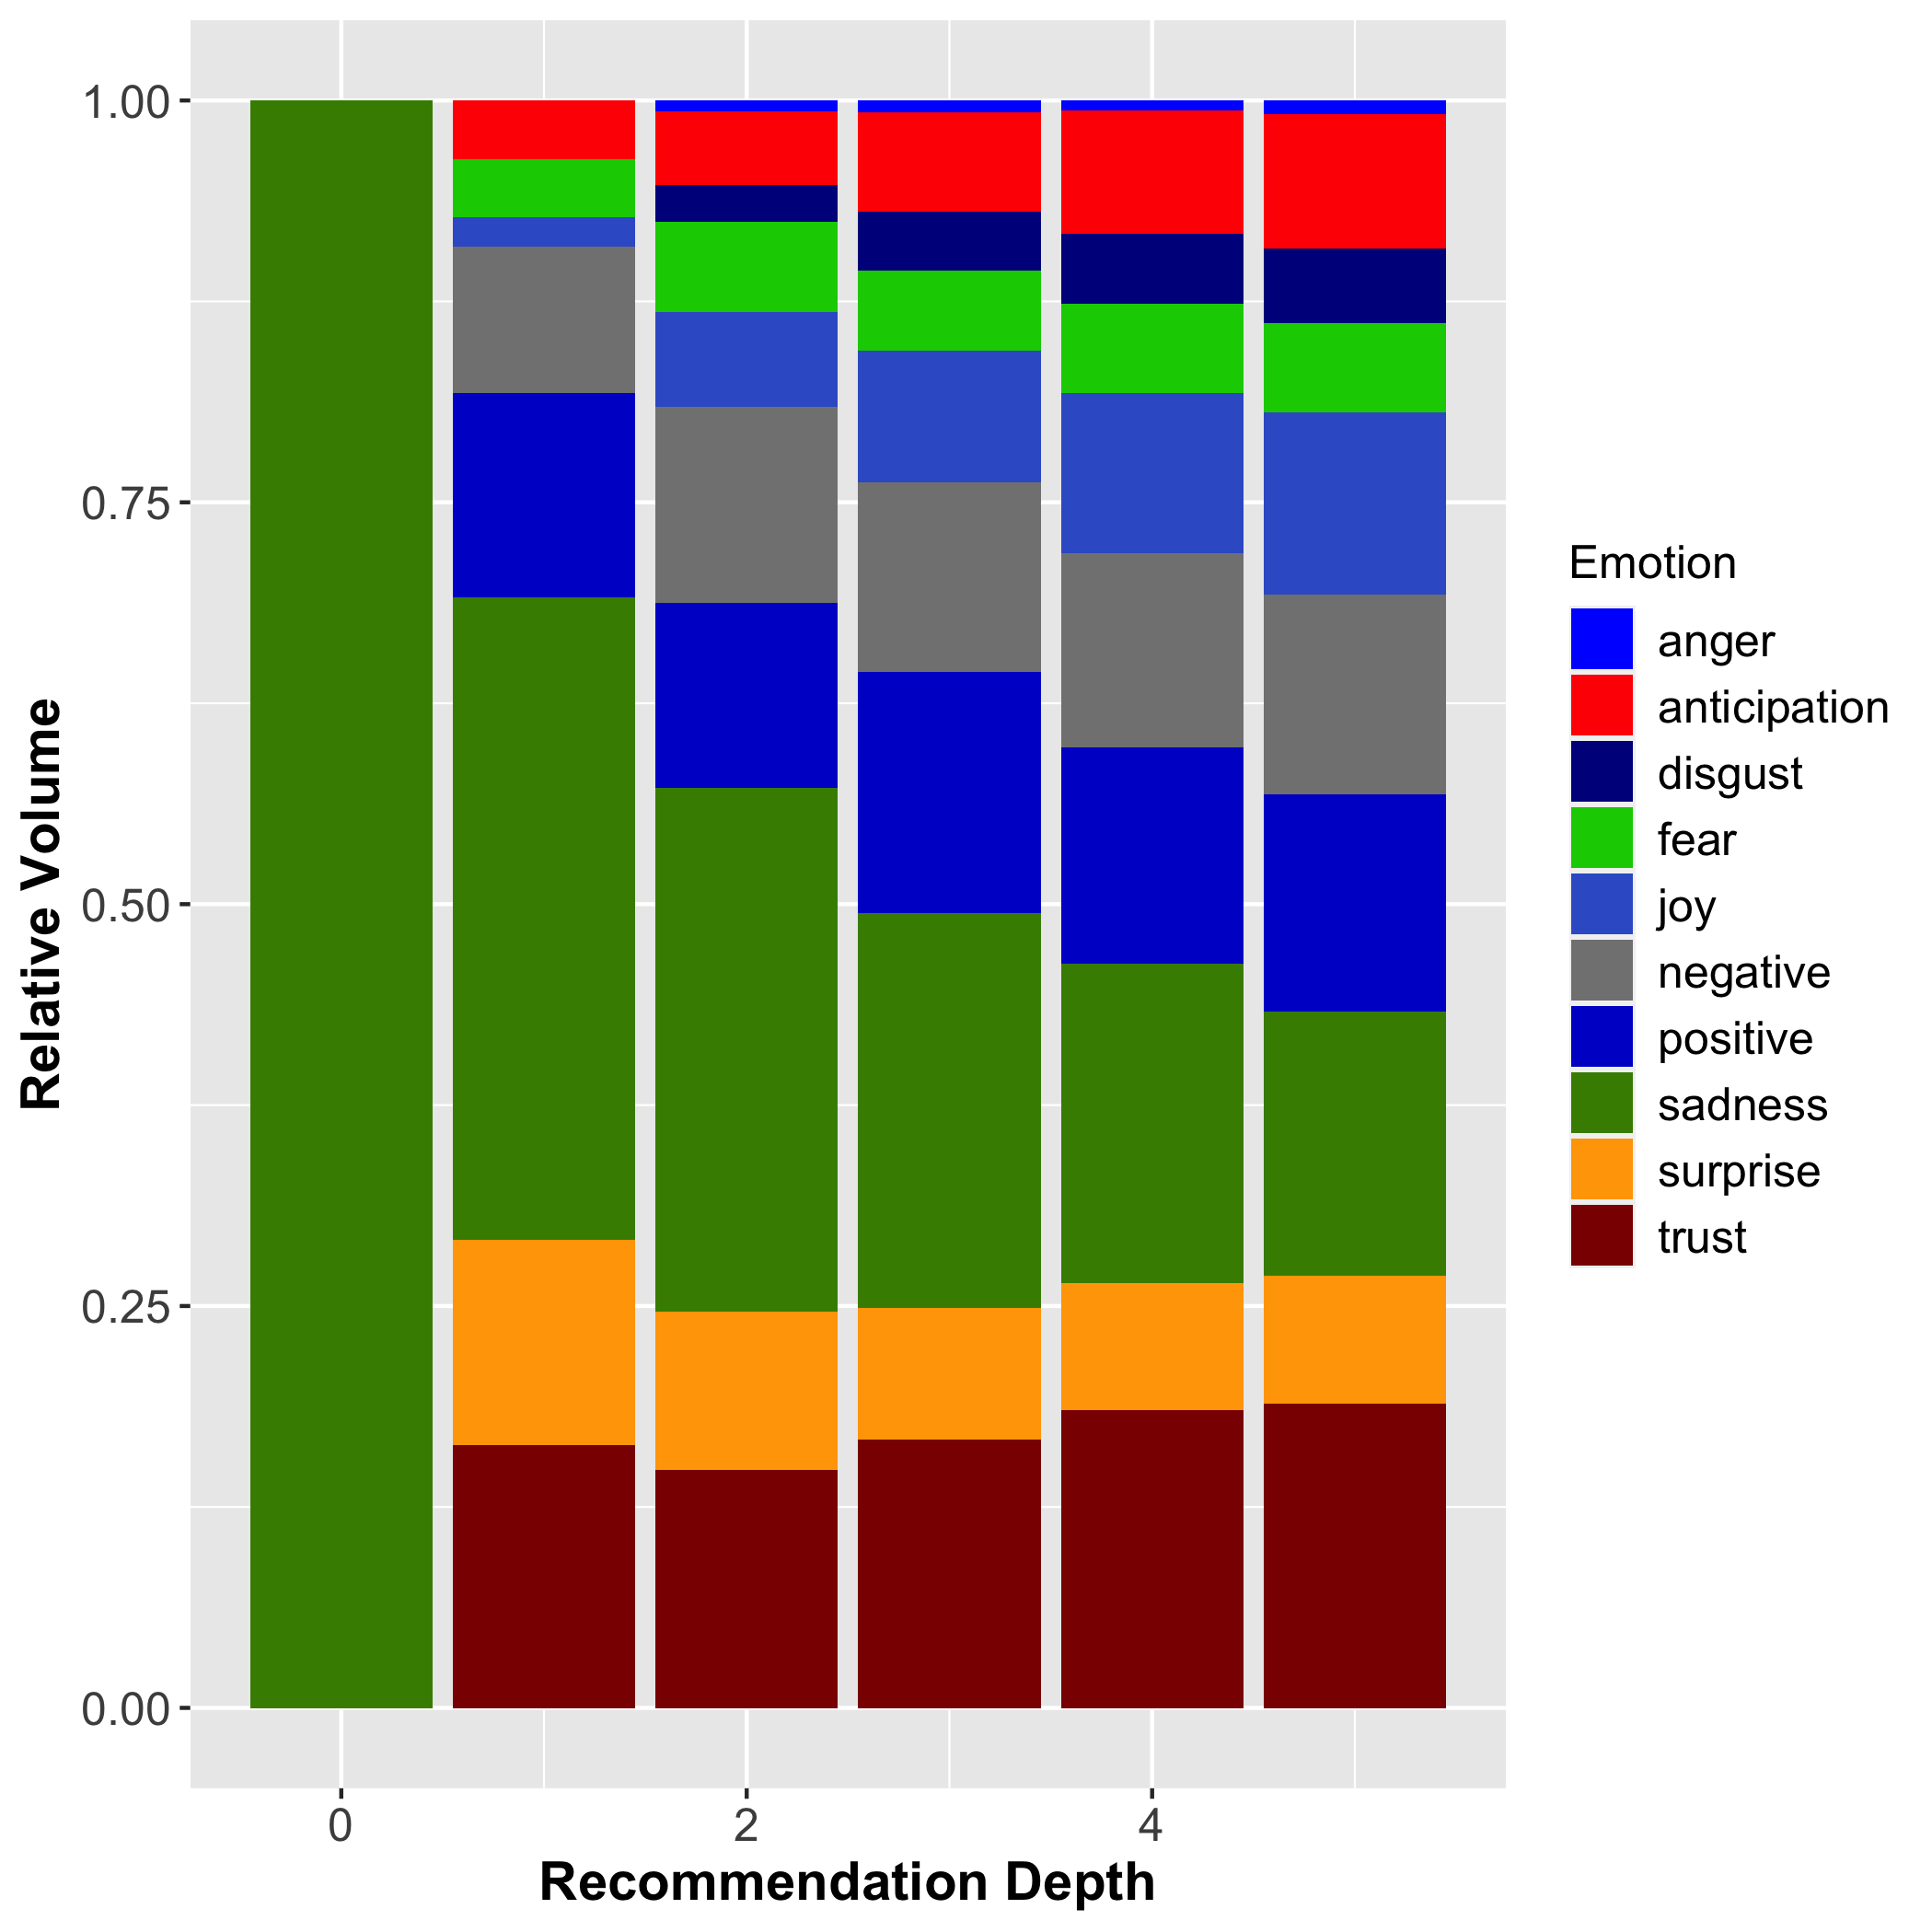 Relative Volume
1.00
0.75
0.50
0.25
0.00
0
2
4
Recommendation Depth
Emotion
anger
anticipation
disgust
fear
joy
negative
positive
sadness
surprise
trust